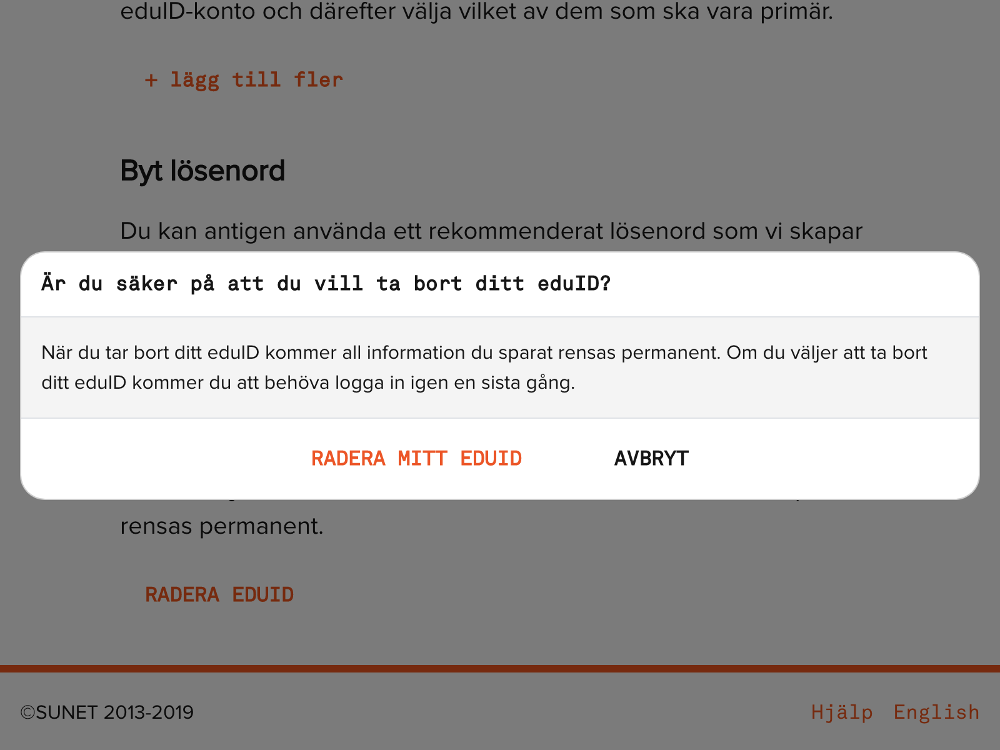 eduID-konto och därefter välja vilket av dem som ska vara primär.
+ lägg till fler
Byt lösenord
Du kan antigen använda ett rekommenderat lösenord som vi skapar
Är du säker på att du vill ta bort ditt eduID?
När du tar bort ditt eduID kommer all information du sparat rensas permanent. Om du väljer att ta bort
ditt eduID kommer du att behöva logga in igen en sista gång.
RADERA MITT EDUID AVBRYT
rensas permanent.
RADERA EDUID
©SUNET 2013-2019 Hjälp English